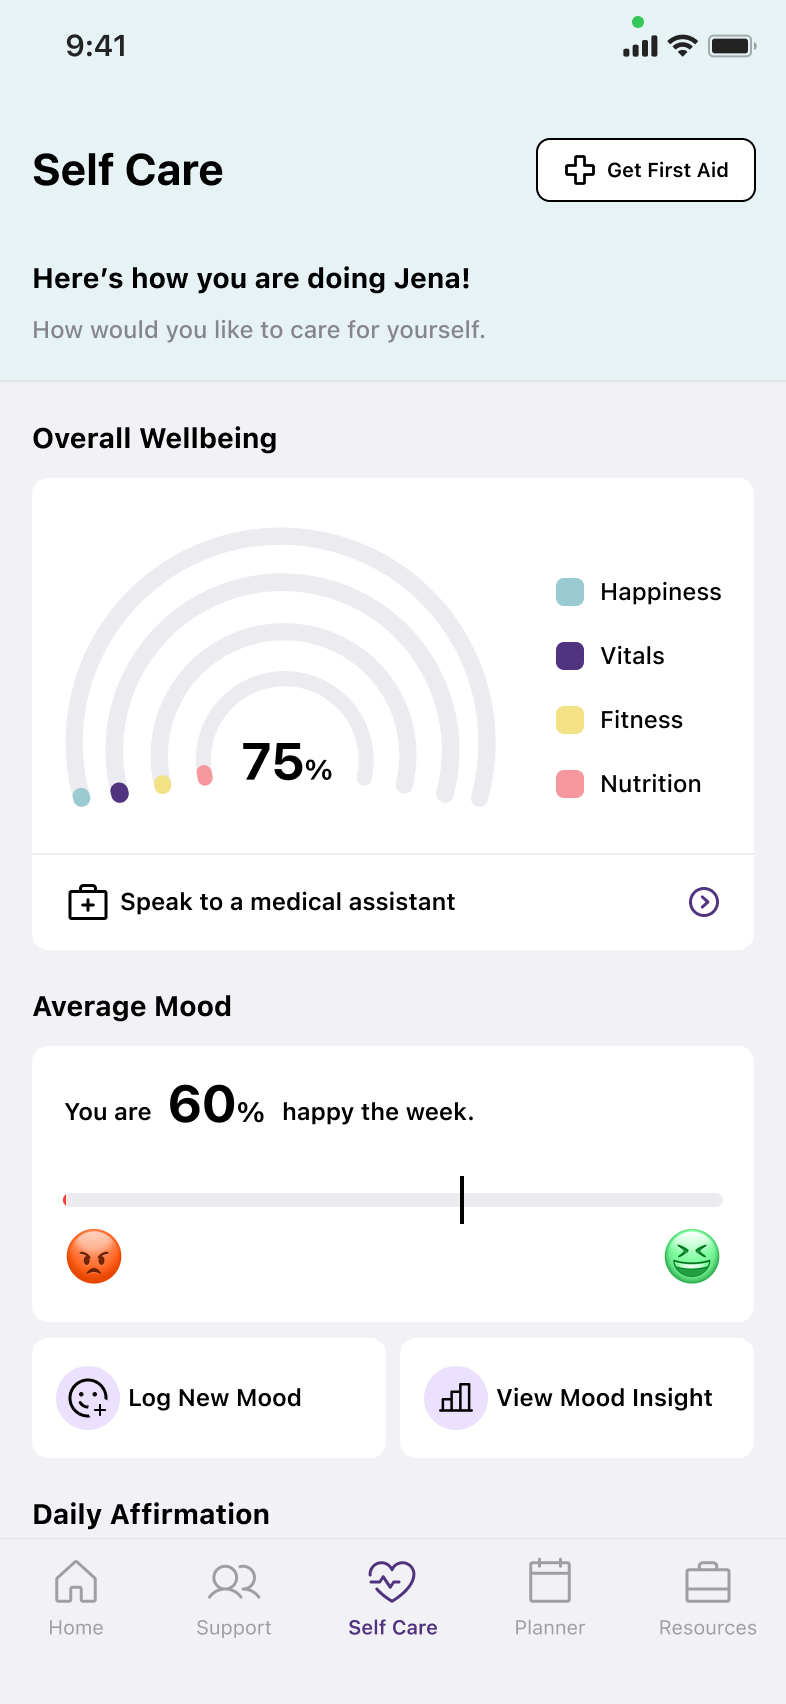 9:41
Self Care
Get First Aid
Here’s how you are doing Jena!
How would you like to care for yourself.
Overall Wellbeing
Happiness
Vitals
Fitness
Nutrition
75%
Speak to a medical assistant
Average Mood
You are 60% happy the week.
Log New Mood
View Mood Insight
Daily Affirmation
Home
Support
Self Care
Planner
Resources